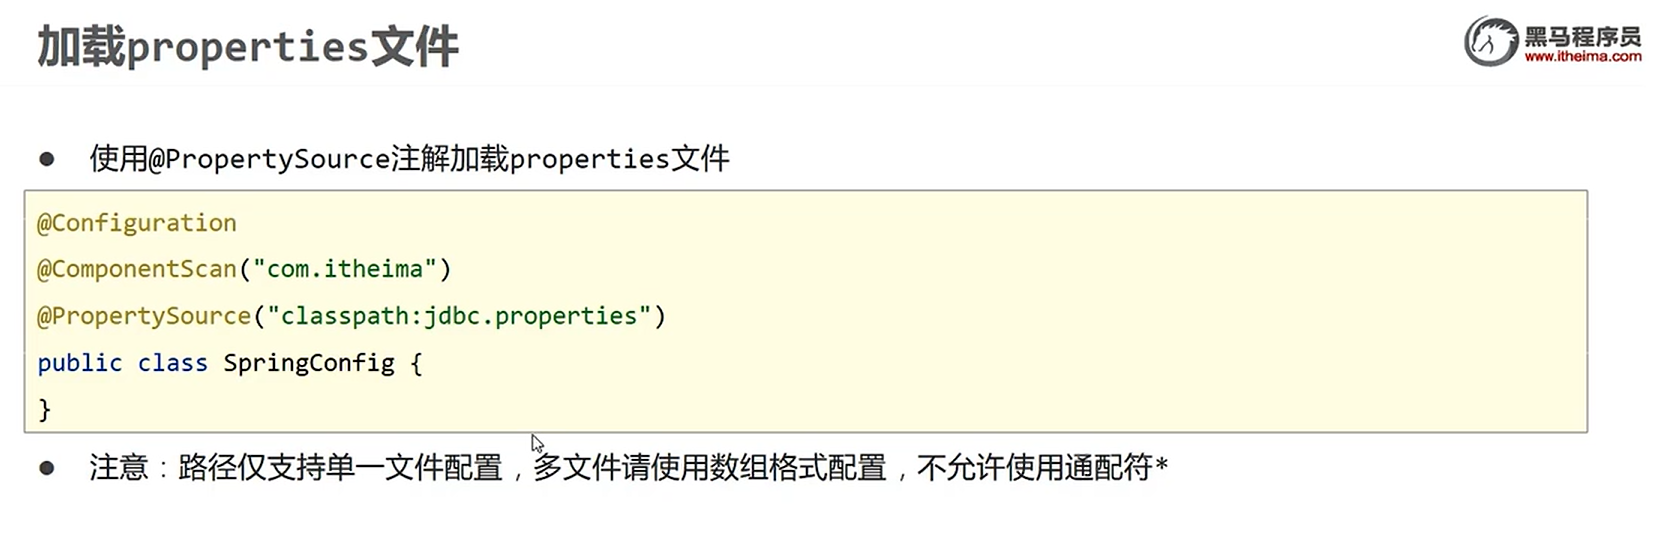 加载properties文件
黑马程序员
www.itheima.com
● 使用@PropertySource注解加载properties文件
@Configuration
@ComponentScan("com.itheima")
@PropertySource("classpath:jdbc.properties")
public class SpringConfig {
}
● 注意：路径仅支持单一文件配置，多文件请使用数组格式配置，不允许使用通配符*